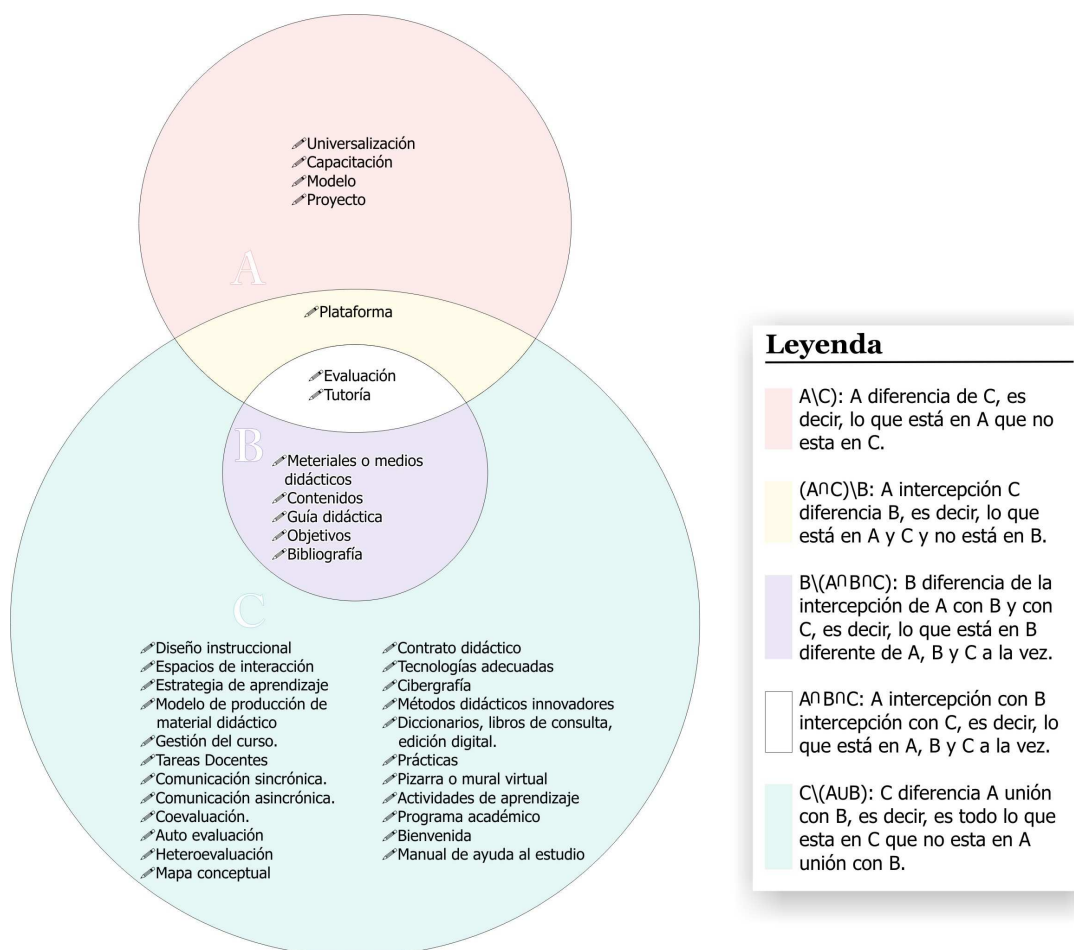 Universalización
Capacitación
Modelo
Proyecto
A
Plataforma
Evaluación
Tutoría
B
Meteriales o medios
didácticos
Contenidos
Guía didáctica
Objetivos
Bibliografía
C
Diseño instruccional
Espacios de interacción
Estrategia de aprendizaje
Modelo de producción de
material didáctico
Gestión del curso.
Tareas Docentes
Comunicación sincrónica.
Comunicación asincrónica.
Coevaluación.
Auto evaluación
Heteroevaluación
Mapa conceptual
Contrato didáctico
Tecnologías adecuadas
Cibergrafía
Métodos didácticos innovadores
Diccionarios, libros de consulta,
edición digital.
Prácticas
Pizarra o mural virtual
Actividades de aprendizaje
Programa académico
Bienvenida
Manual de ayuda al estudio
Leyenda
A\C): A diferencia de C, es
decir, lo que está en A que no
esta en C.
(A∩C)\B: A intercepción C
diferencia B, es decir, lo que
está en A y C y no está en B.
B\(A∩B∩C): B diferencia de la
intercepción de A con B y con
C, es decir, lo que está en B
diferente de A, B y C a la vez.
A∩B∩C: A intercepción con B
intercepción con C, es decir, lo
que está en A, B y C a la vez.
C\(A∪B): C diferencia A unión
con B, es decir, es todo lo que
esta en C que no esta en A
unión con B.